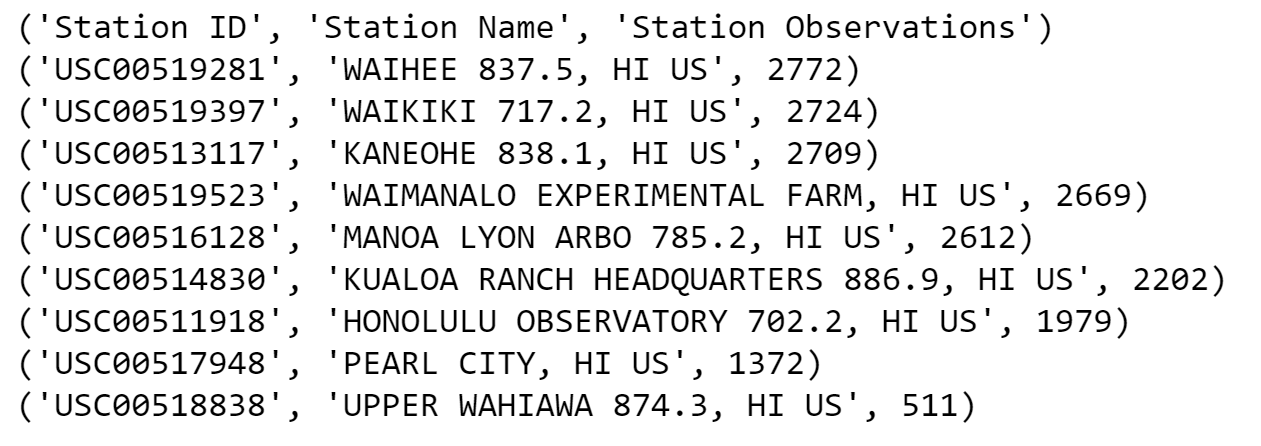 ('Station ID', 'Station Name', 'Station Observations')
('USC00519281', 'WAIHEE 837.5, HI US', 2772)
('USC00519397', 'WAIKIKI 717.2, HI US', 2724)
('USC00513117', 'KANEOHE 838.1, HI US', 2709)
('USC00519523', 'WAIMANALO EXPERIMENTAL FARM, HI US', 2669)
('USC00516128', 'MANOA LYON ARBO 785.2, HI US', 2612)
('USC00514830', 'KUALOA RANCH HEADQUARTERS 886.9, HI US', 2202)
('USC00511918', 'HONOLULU OBSERVATORY 702.2, HI US', 1979)
('USC00517948', 'PEARL CITY, HI US', 1372)
('USC00518838', 'UPPER WAHIAWA 874.3, HI US', 511)